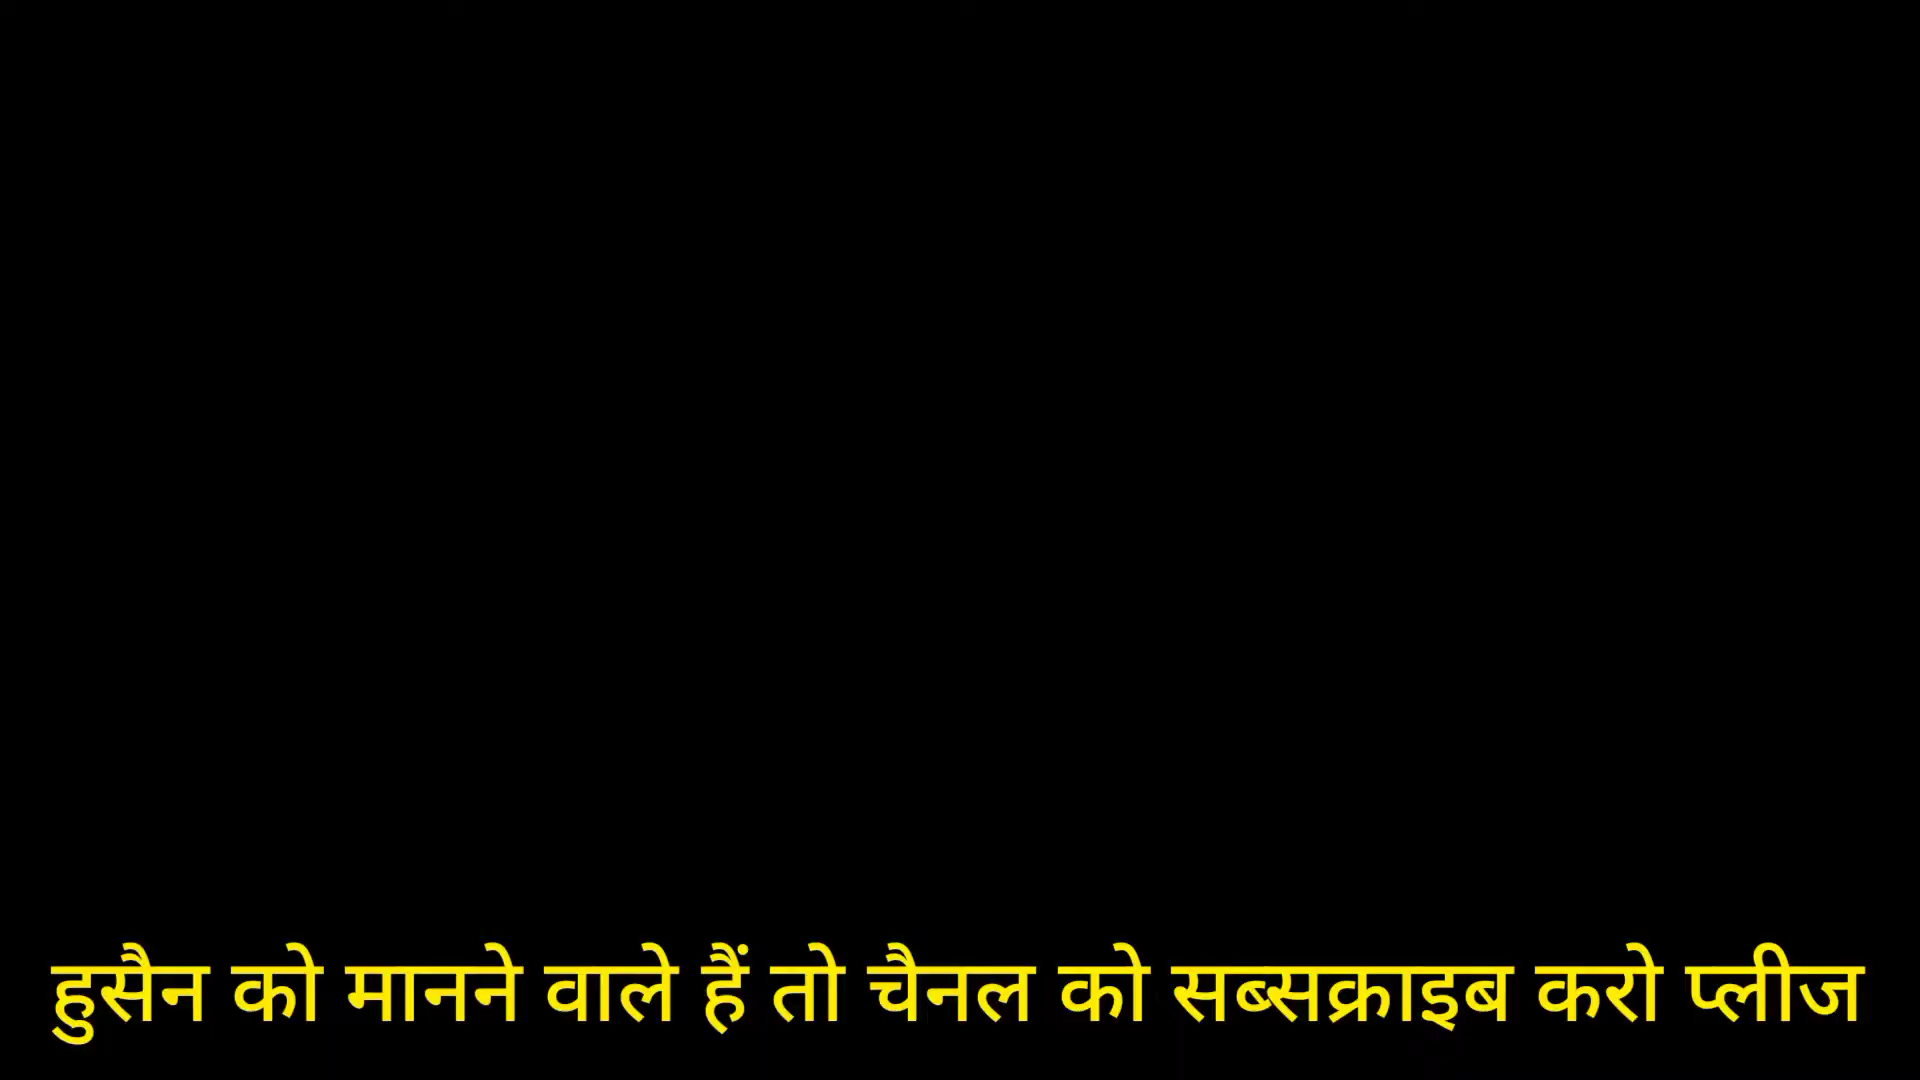 हुसैन को मानने वाले हैं तो चैनल को सब्सक्राइब करो प्लीज